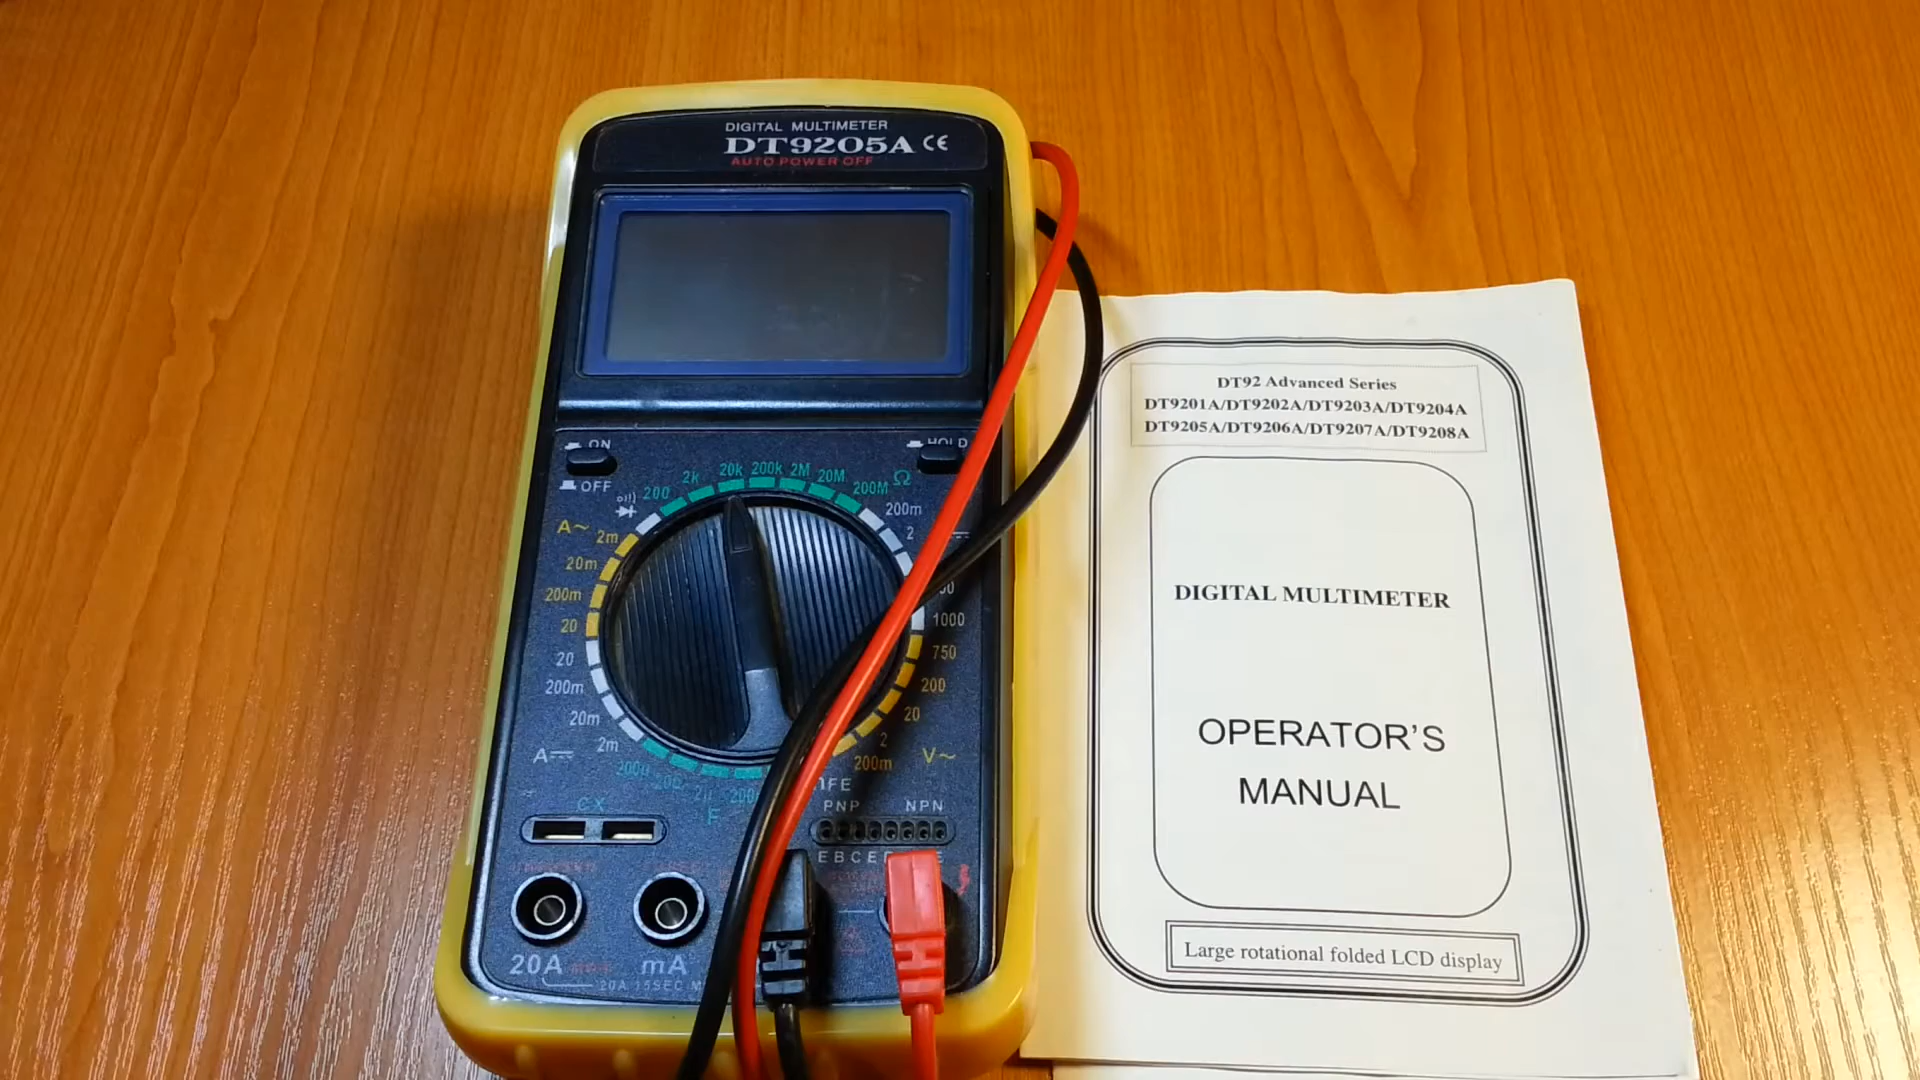 DIGITAL MULTIMETER
DT9205A CE
AUTO POWER OFF
ON
HOLD
OFF
200 2k 20k 200k 2M 20M 200M Ω
A~ 2m
20m
200m
20
20
200m
20m
2m
A
200m
2
1000
750
200
20
2
200m
V~
2µ
F
CX
PNP NPN
E B C E
20A
mA
20A 15SEC
DT92 Advanced Series
DT9201A/DT9202A/DT9203A/DT9204A
DT9205A/DT9206A/DT9207A/DT9208A
DIGITAL MULTIMETER
OPERATOR'S
MANUAL
Large rotational folded LCD display